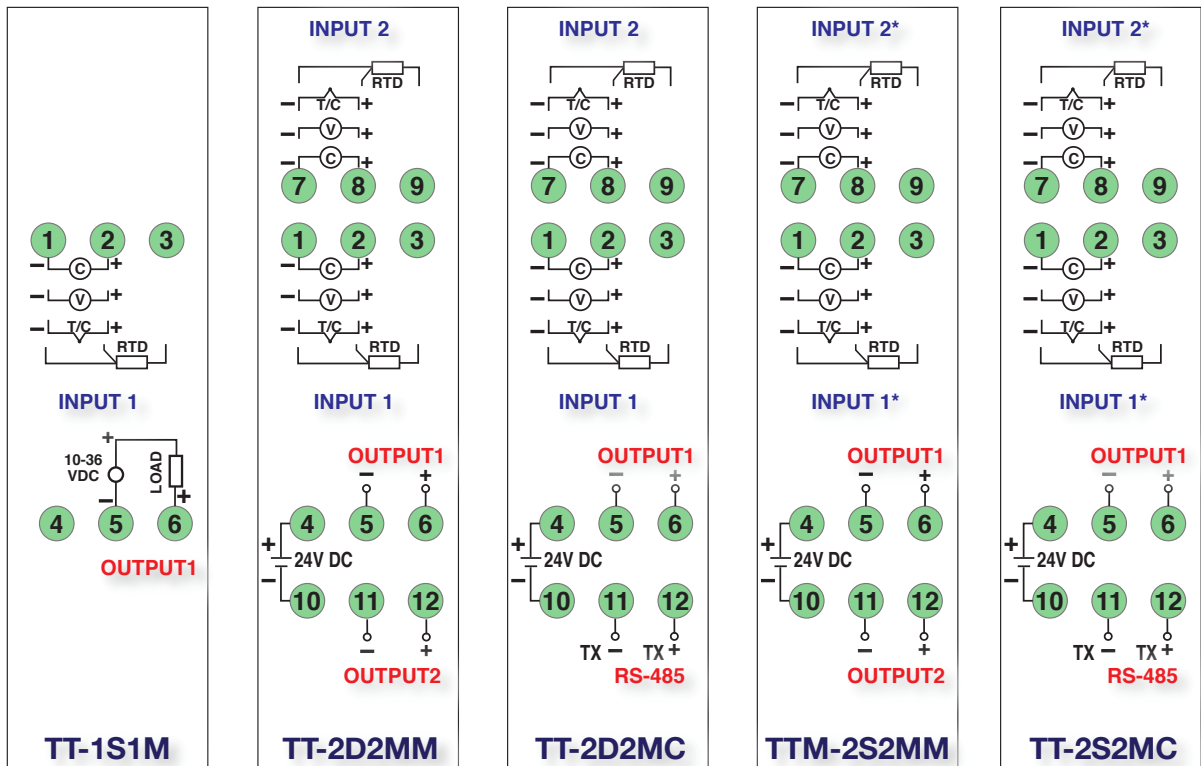 1 2 3
− C +
− V +
− T/C +
RTD
INPUT 1
+
10-36
VDC
LOAD
−
+
4 5 6
OUTPUT1
TT-1S1M
INPUT 2
RTD
− T/C +
− V +
− C +
7 8 9
1 2 3
− C +
− V +
− T/C +
RTD
INPUT 1
OUTPUT1
− +
4 5 6
+
24V DC
−
10 11 12
− +
OUTPUT2
TT-2D2MM
INPUT 2
RTD
− T/C +
− V +
− C +
7 8 9
1 2 3
− C +
− V +
− T/C +
RTD
INPUT 1
OUTPUT1
− +
4 5 6
+
24V DC
−
10 11 12
TX − TX +
RS-485
TT-2D2MC
INPUT 2*
RTD
− T/C +
− V +
− C +
7 8 9
1 2 3
− C +
− V +
− T/C +
RTD
INPUT 1*
OUTPUT1
− +
4 5 6
+
24V DC
−
10 11 12
− +
OUTPUT2
TTM-2S2MM
INPUT 2*
RTD
− T/C +
− V +
− C +
7 8 9
1 2 3
− C +
− V +
− T/C +
RTD
INPUT 1*
OUTPUT1
− +
4 5 6
+
24V DC
−
10 11 12
TX − TX +
RS-485
TT-2S2MC